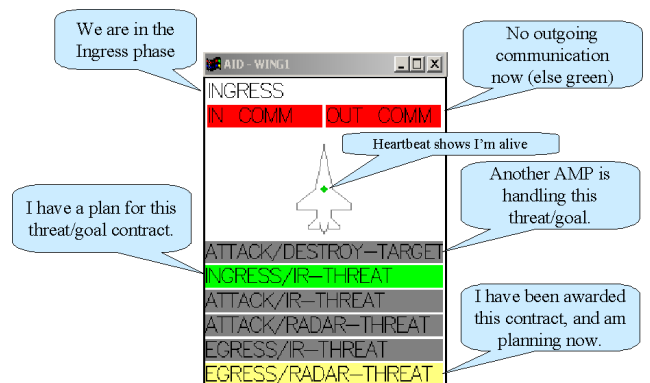 We are in the
Ingress phase
No outgoing
communication
now (else green)
AID - WING1
INGRESS
IN COMM
OUT COMM
Heartbeat shows I'm alive
Another AMP is
handling this
threat/goal.
I have a plan for this
threat/goal contract.
ATTACK/DESTROY-TARGET
INGRESS/IR-THREAT
ATTACK/IR-THREAT
ATTACK/RADAR-THREAT
EGRESS/IR-THREAT
EGRESS/RADAR-THREAT
I have been awarded
this contract, and am
planning now.